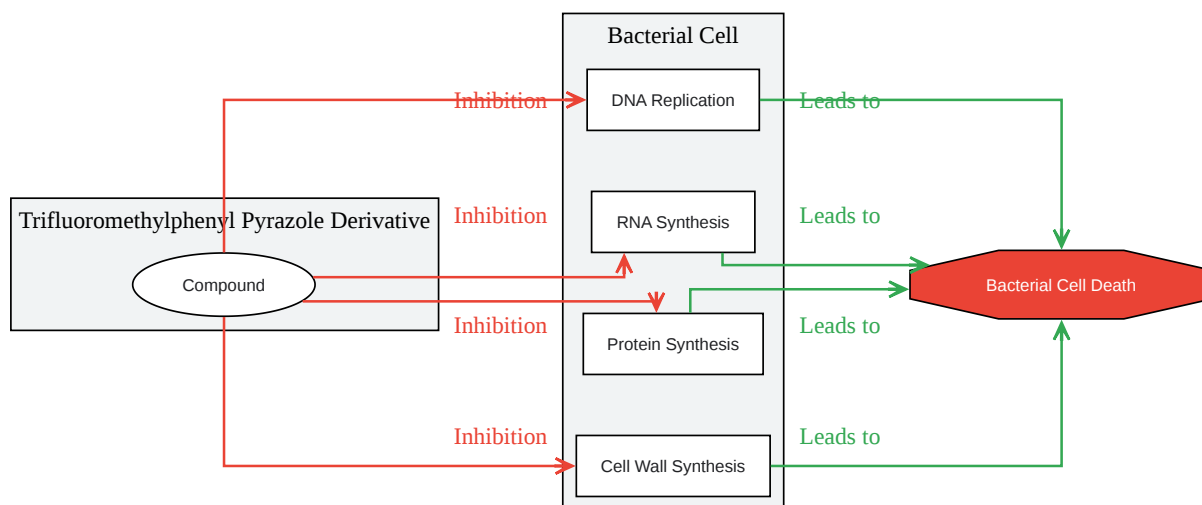 Bacterial Cell
Inhibition
DNA Replication
Leads to
Trifluoromethylphenyl Pyrazole Derivative
Inhibition
RNA Synthesis
Leads to
Compound
Bacterial Cell Death
Inhibition
Protein Synthesis
Leads to
Inhibition
Cell Wall Synthesis
Leads to